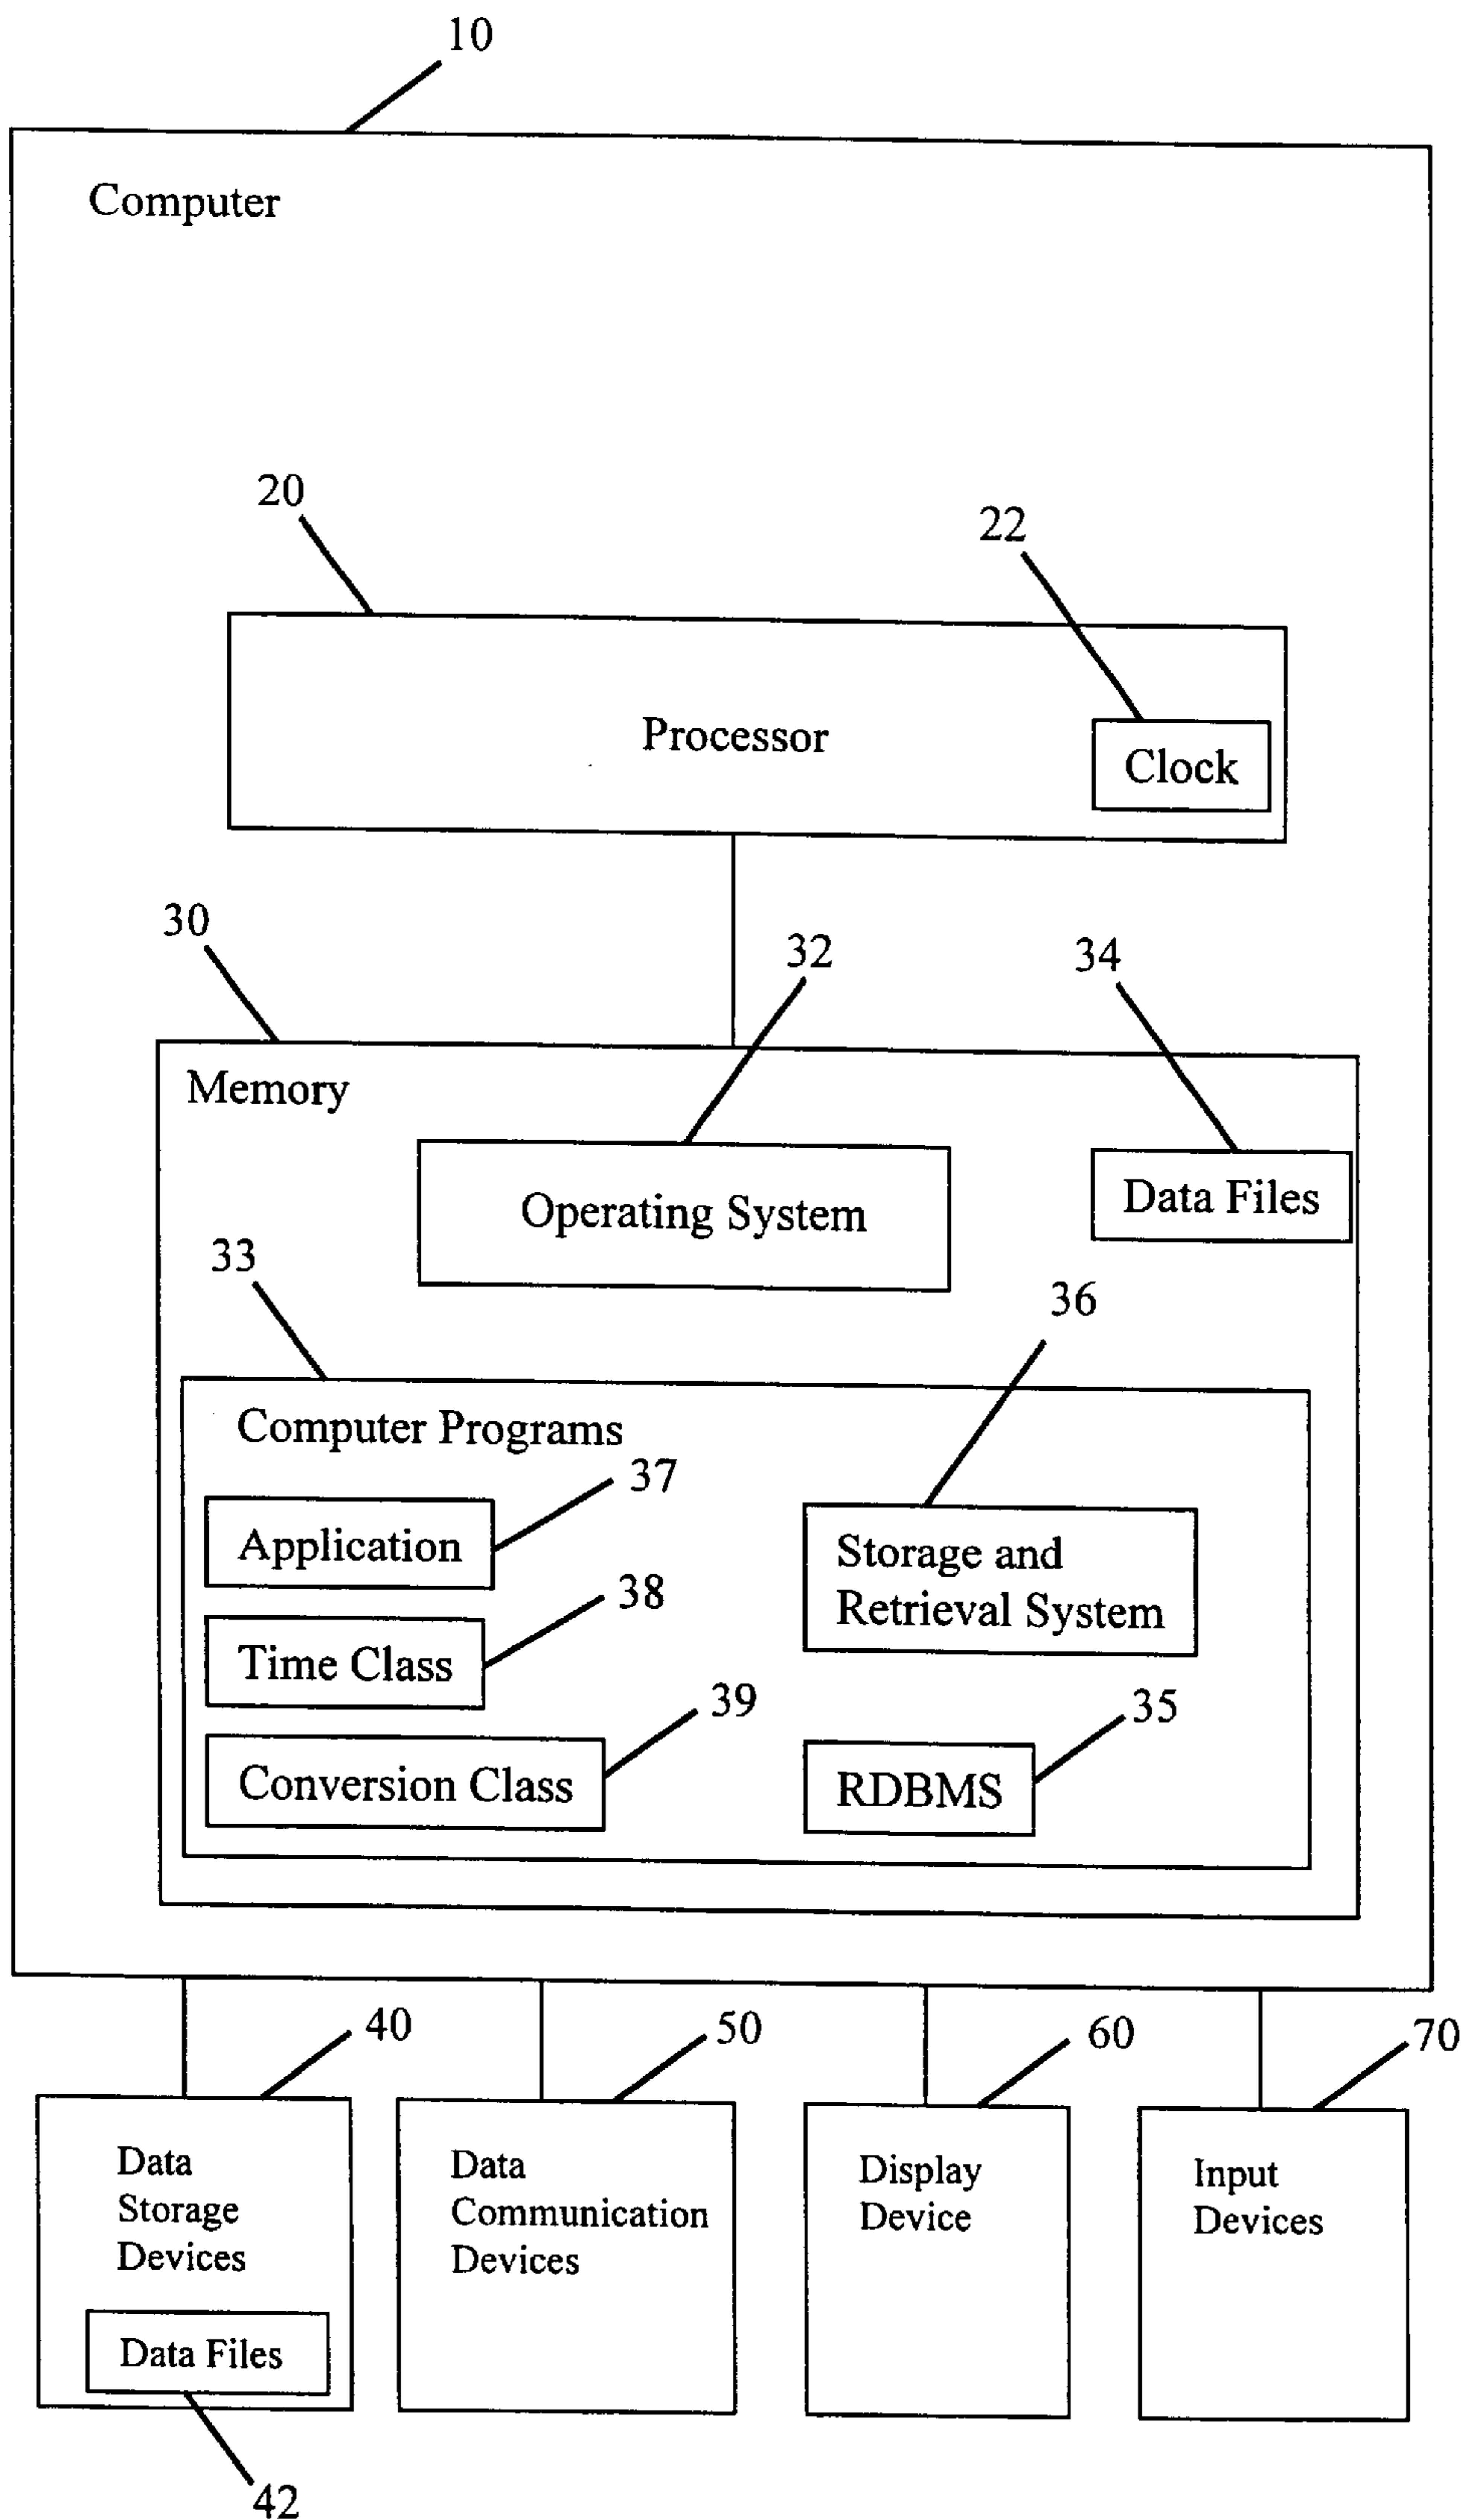 10
Computer
20
22
Processor
Clock
30
32
34
Memory
Operating System
Data Files
33
36
Computer Programs
37
Application
Storage and
Retrieval System
38
Time Class
39
35
Conversion Class
RDBMS
40
50
60
70
Data
Storage
Devices
Data
Communication
Devices
Display
Device
Input
Devices
Data Files
42